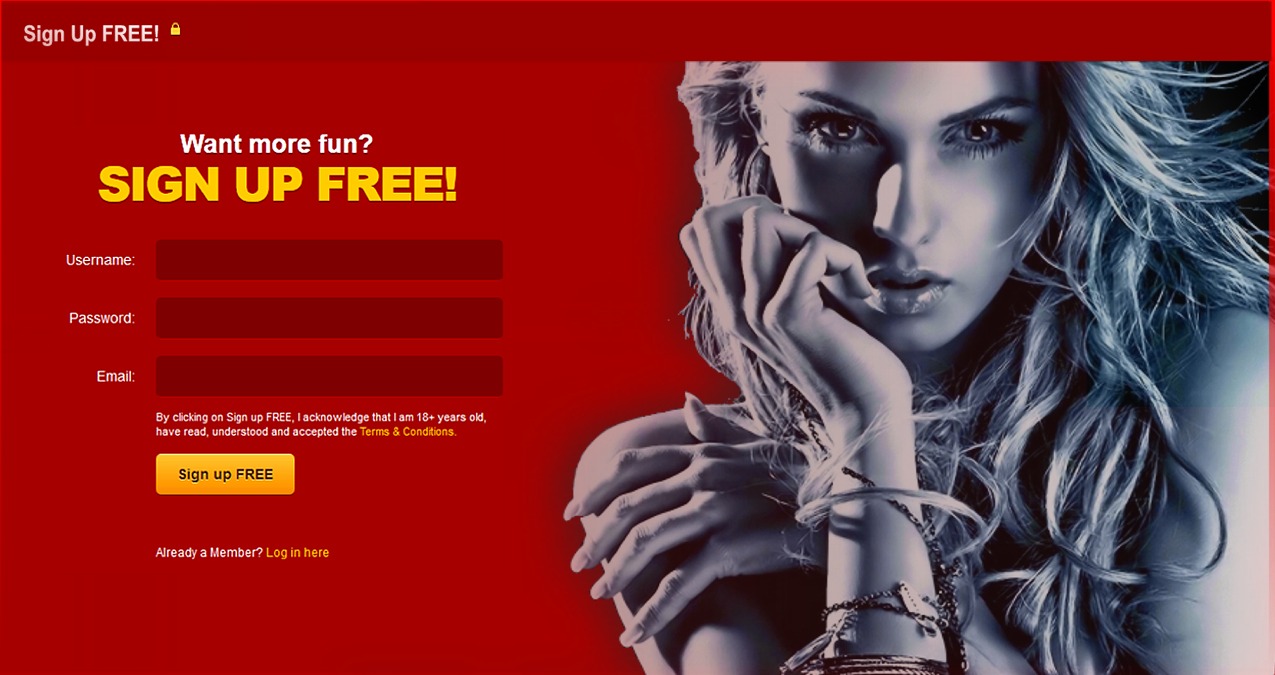 Sign Up FREE!
Want more fun?
SIGN UP FREE!
Username:
Password:
Email:
By clicking on Sign up FREE, I acknowledge that I am 18+ years old,
have read, understood and accepted the Terms & Conditions.
Sign up FREE
Already a Member? Log in here